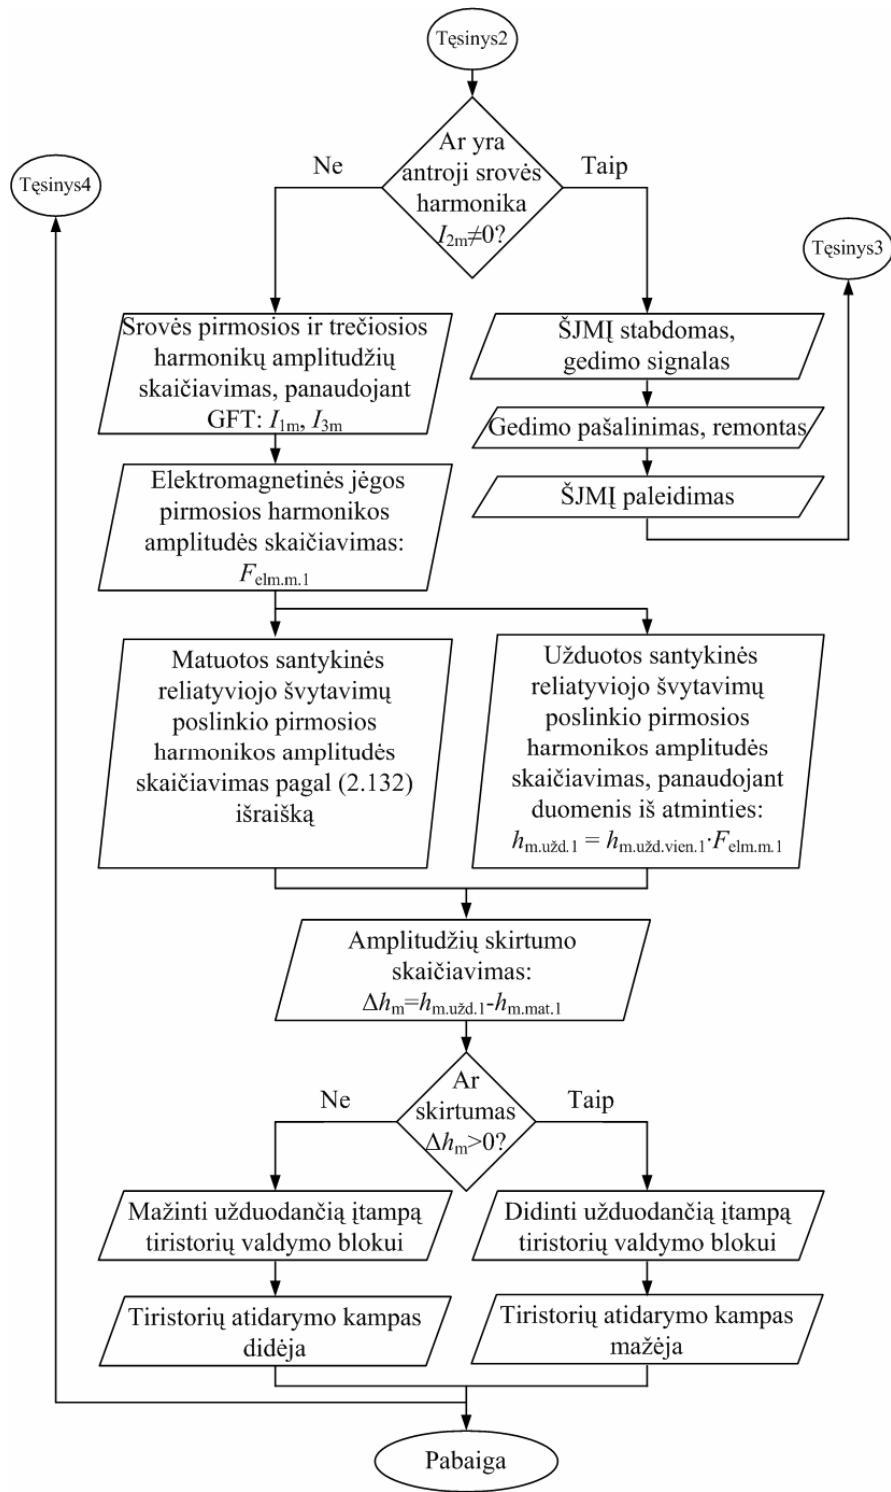 Tęsinys2
Ar yra
antroji srovės
harmonika
I2m≠0?
Ne
Taip
Tęsinys4
Tęsinys3
Srovės pirmosios ir trečiosios
harmonikų amplitudžių
skaičiavimas, panaudojant
GFT: I1m, I3m
ŠJMĮ stabdomas,
gedimo signalas
Gedimo pašalinimas, remontas
ŠJMĮ paleidimas
Elektromagnetinės jėgos
pirmosios harmonikos
amplitudės skaičiavimas:
Felm.m.1
Matuotos santykinės
reliatyviojo švytavimų
poslinkio pirmosios
harmonikos amplitudės
skaičiavimas pagal (2.132)
išraišką
Užduotos santykinės
reliatyviojo švytavimų
poslinkio pirmosios
harmonikos amplitudės
skaičiavimas, panaudojant
duomenis iš atminties:
hm.užd.1 = hm.užd.vien.1·Felm.m.1
Amplitudžių skirtumo
skaičiavimas:
Δhm=hm.užd.1-hm.mat.1
Ar
skirtumas
Δhm>0?
Ne
Taip
Mažinti užduodančią įtampą
tiristorių valdymo blokui
Didinti užduodančią įtampą
tiristorių valdymo blokui
Tiristorių atidarymo kampas
didėja
Tiristorių atidarymo kampas
mažėja
Pabaiga